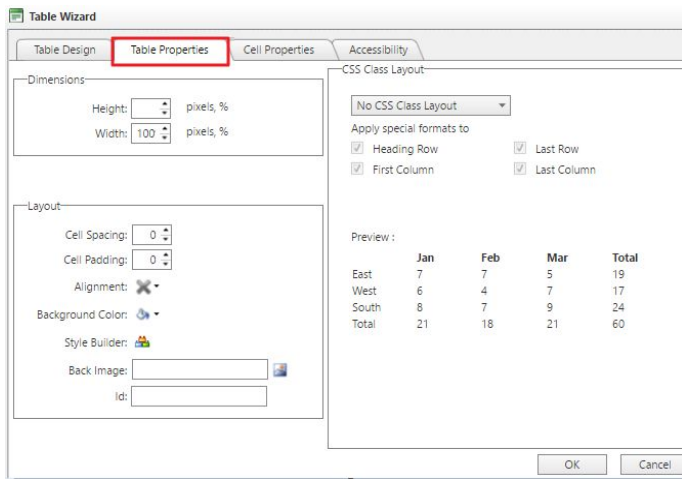 Table Wizard
Table Design
Table Properties
Cell Properties
Accessibility
Dimensions
Height: pixels, %
Width: 100 pixels, %
Layout
Cell Spacing: 0
Cell Padding: 0
Alignment:
Background Color:
Style Builder:
Back Image:
Id:
CSS Class Layout
No CSS Class Layout
Apply special formats to
Heading Row Last Row
First Column Last Column
Preview :
Jan Feb Mar Total
East 7 7 5 19
West 6 4 7 17
South 8 7 9 24
Total 21 18 21 60
OK Cancel